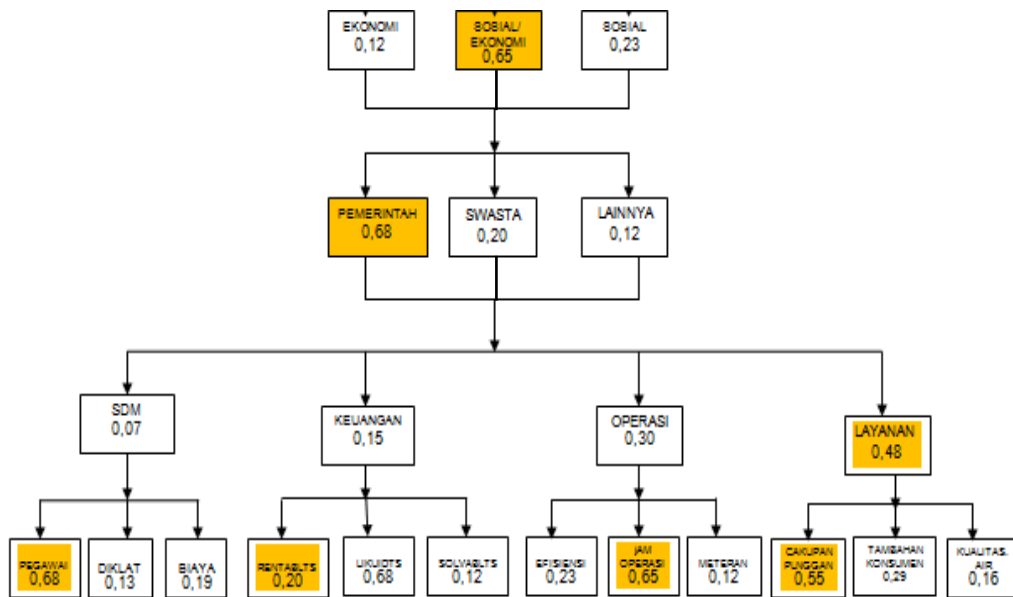 EKONOMI
0,12
SOSIAL/
EKONOMI
0,65
SOSIAL
0,23
PEMERINTAH
0,68
SWASTA
0,20
LAINNYA
0,12
SDM
0,07
KEUANGAN
0,15
OPERASI
0,30
LAYANAN
0,48
PEGAWAI
0,68
DIKLAT
0,13
BIAYA
0,19
RENTABLTS
0,20
LIKUIDTS
0,68
SOLVABLTS
0,12
EFISIENSI
0,23
JAM
OPERASI
0,65
METERAN
0,12
CAKUPAN
PLNGGAN
0,55
TAMBAHAN
KONSUMEN
0,29
KUALITAS.
AIR
0,16